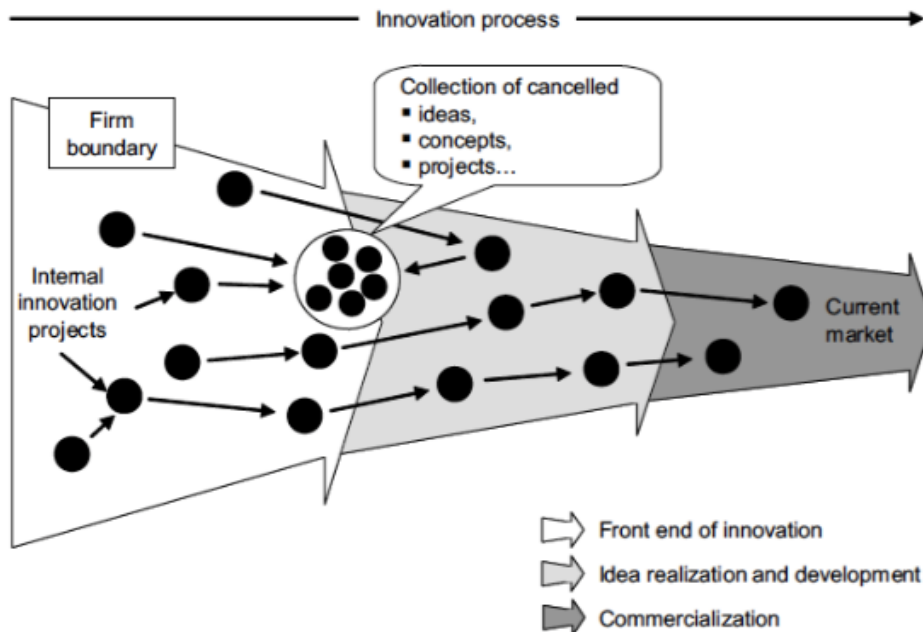 Innovation process
Collection of cancelled
▪ ideas,
▪ concepts,
▪ projects...
Firm
boundary
Internal
innovation
projects
Current
market
Front end of innovation
Idea realization and development
Commercialization